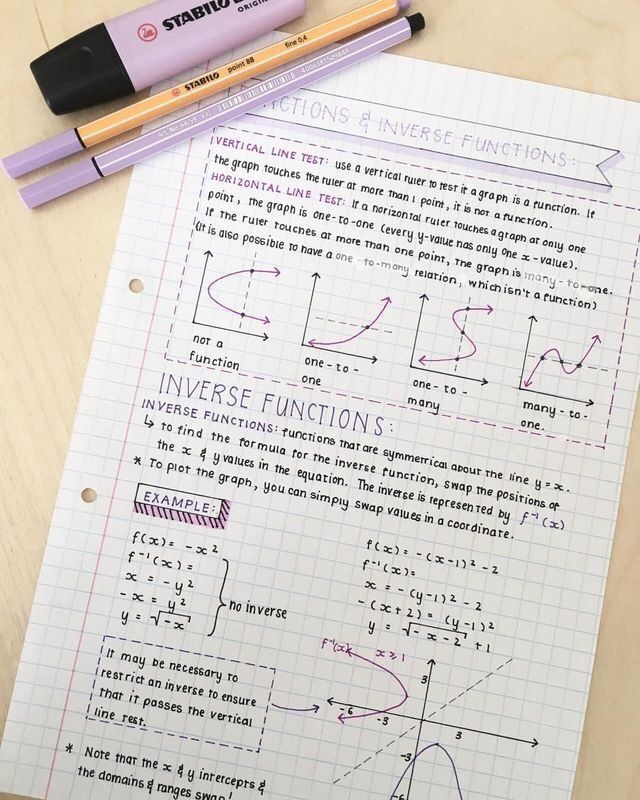 STABILO
ORIGIN
STABILO point 88 fine 0,4
NCTIONS & INVERSE FUNCTIONS:
VERTICAL LINE TEST: use a vertical ruler to test if a graph is a function. If
the graph touches the ruler at more than 1 point, it is not a function.
HORIZONTAL LINE TEST: If a horizontal ruler touches a graph at only one
point, the graph is one-to-one (every y-value has only one x-value).
If the ruler touches at more than one point, the graph is many-to-one.
(It is also possible to have a one-to-many relation, which isn't a function)
not a
function
one-to-
one
one-to-
many
many-to-
one.
INVERSE FUNCTIONS:
INVERSE FUNCTIONS: functions that are symmetrical about the line y = x.
↳ to find the formula for the inverse function, swap the positions of
the x & y values in the equation. The inverse is represented by f⁻¹(x)
* To plot the graph, you can simply swap values in a coordinate.
EXAMPLE:
f(x) = -x²
f⁻¹(x) =
x = -y²
-x = y²
y = √-x
no inverse
f(x) = -(x-1)² - 2
f⁻¹(x) =
x = -(y-1)² - 2
-(x+2) = (y-1)²
y = √-x-2 + 1
It may be necessary to
restrict an inverse to ensure
that it passes the vertical
line test.
f⁻¹(x)
x ≥ 1
3
-6 -3
3
-3
-6
* Note that the x & y intercepts &
the domains & ranges swap!